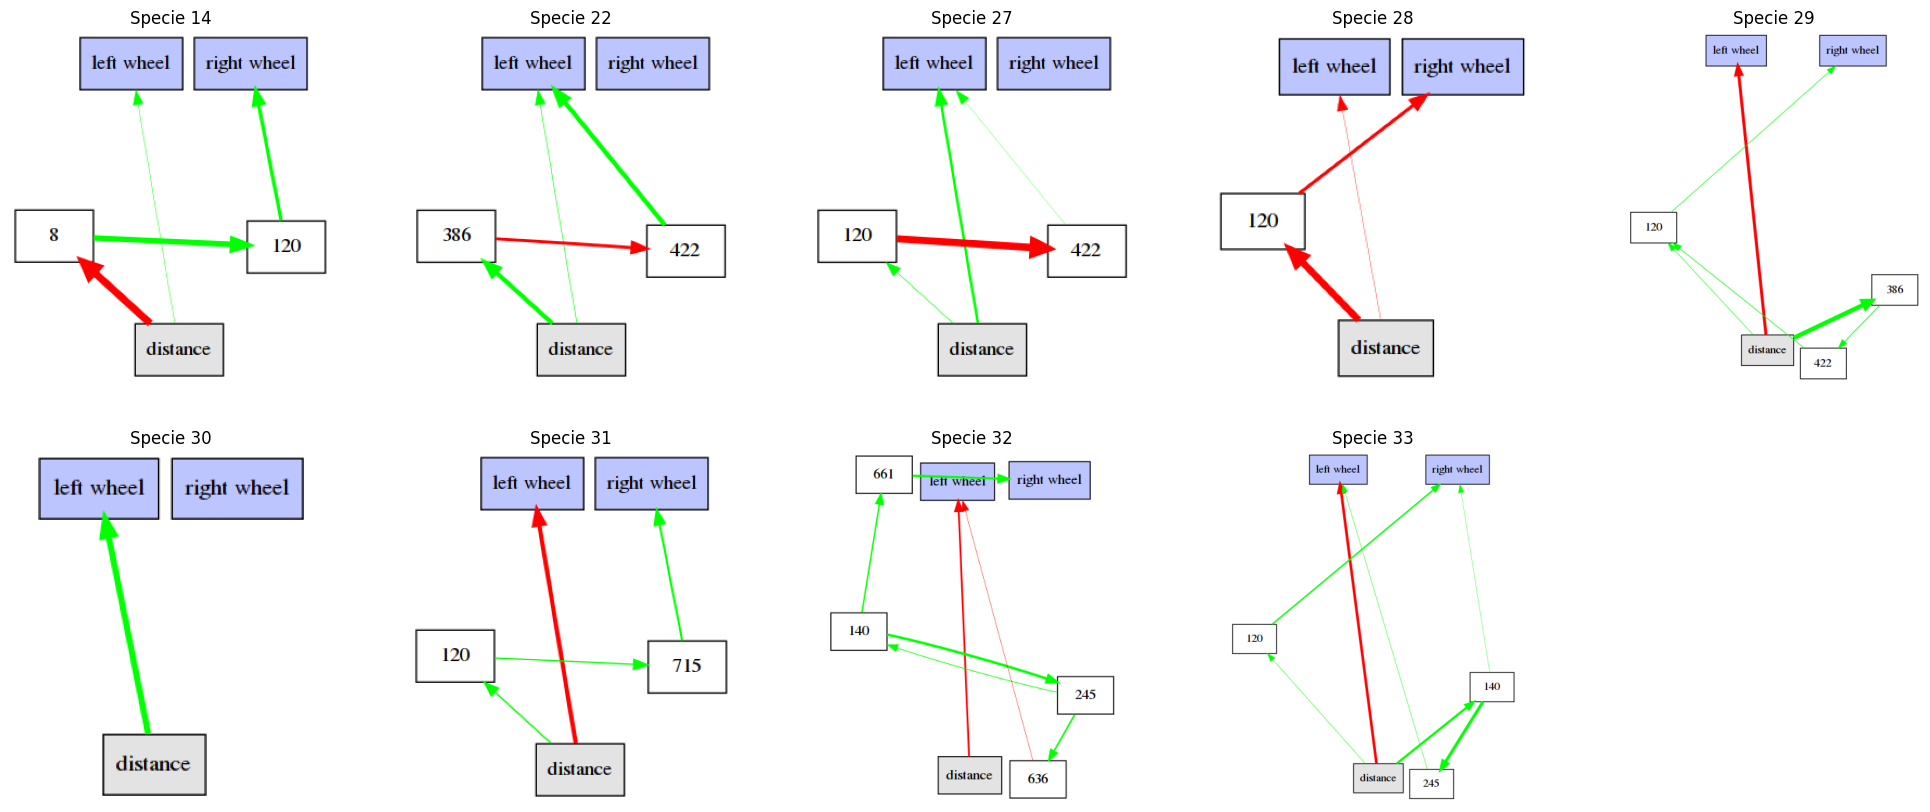 Specie 14
left wheel
right wheel
8
120
distance
Specie 22
left wheel
right wheel
386
422
distance
Specie 27
left wheel
right wheel
120
422
distance
Specie 28
left wheel
right wheel
120
distance
Specie 29
left wheel
right wheel
120
386
distance
422
Specie 30
left wheel
right wheel
distance
Specie 31
left wheel
right wheel
120
715
distance
Specie 32
661
left wheel
right wheel
140
245
distance
636
Specie 33
left wheel
right wheel
120
140
distance
245